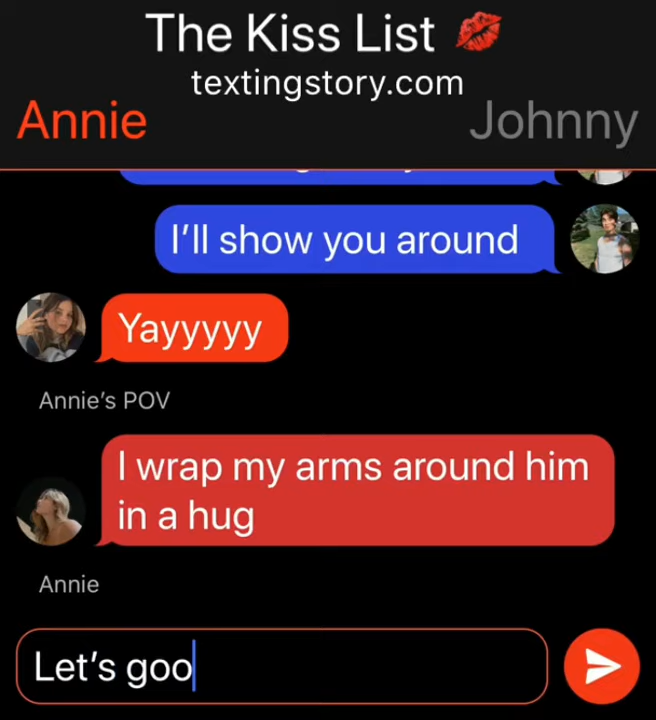 The Kiss List 💋
textingstory.com
Annie
Johnny
I'll show you around
Yayyyyy
Annie's POV
I wrap my arms around him
in a hug
Annie
Let's goo